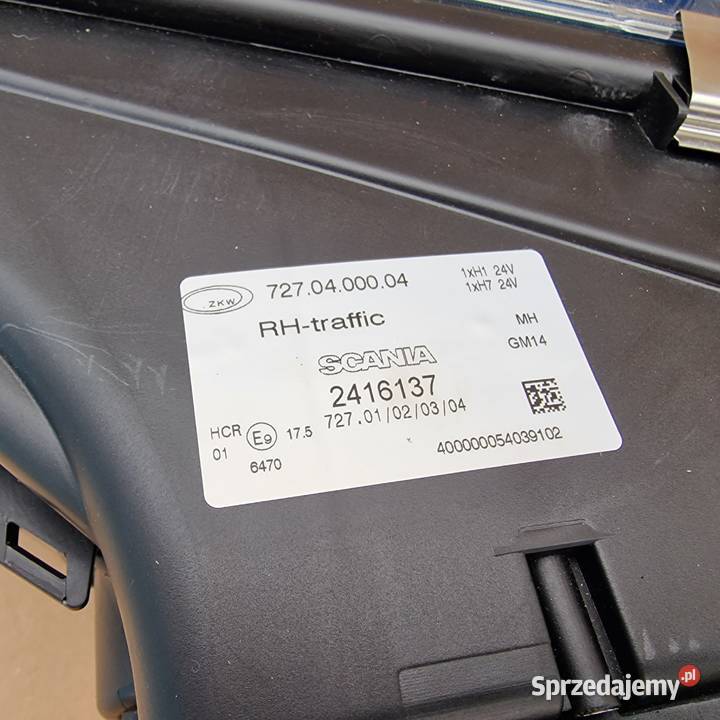 ZKW 727.04.000.04 1xH1 24V
1xH7 24V
RH-traffic MH
SCANIA GM14
2416137
727.01/02/03/04
HCR E9 17.5
01 6470 400000054039102
Sprzedajemy.pl